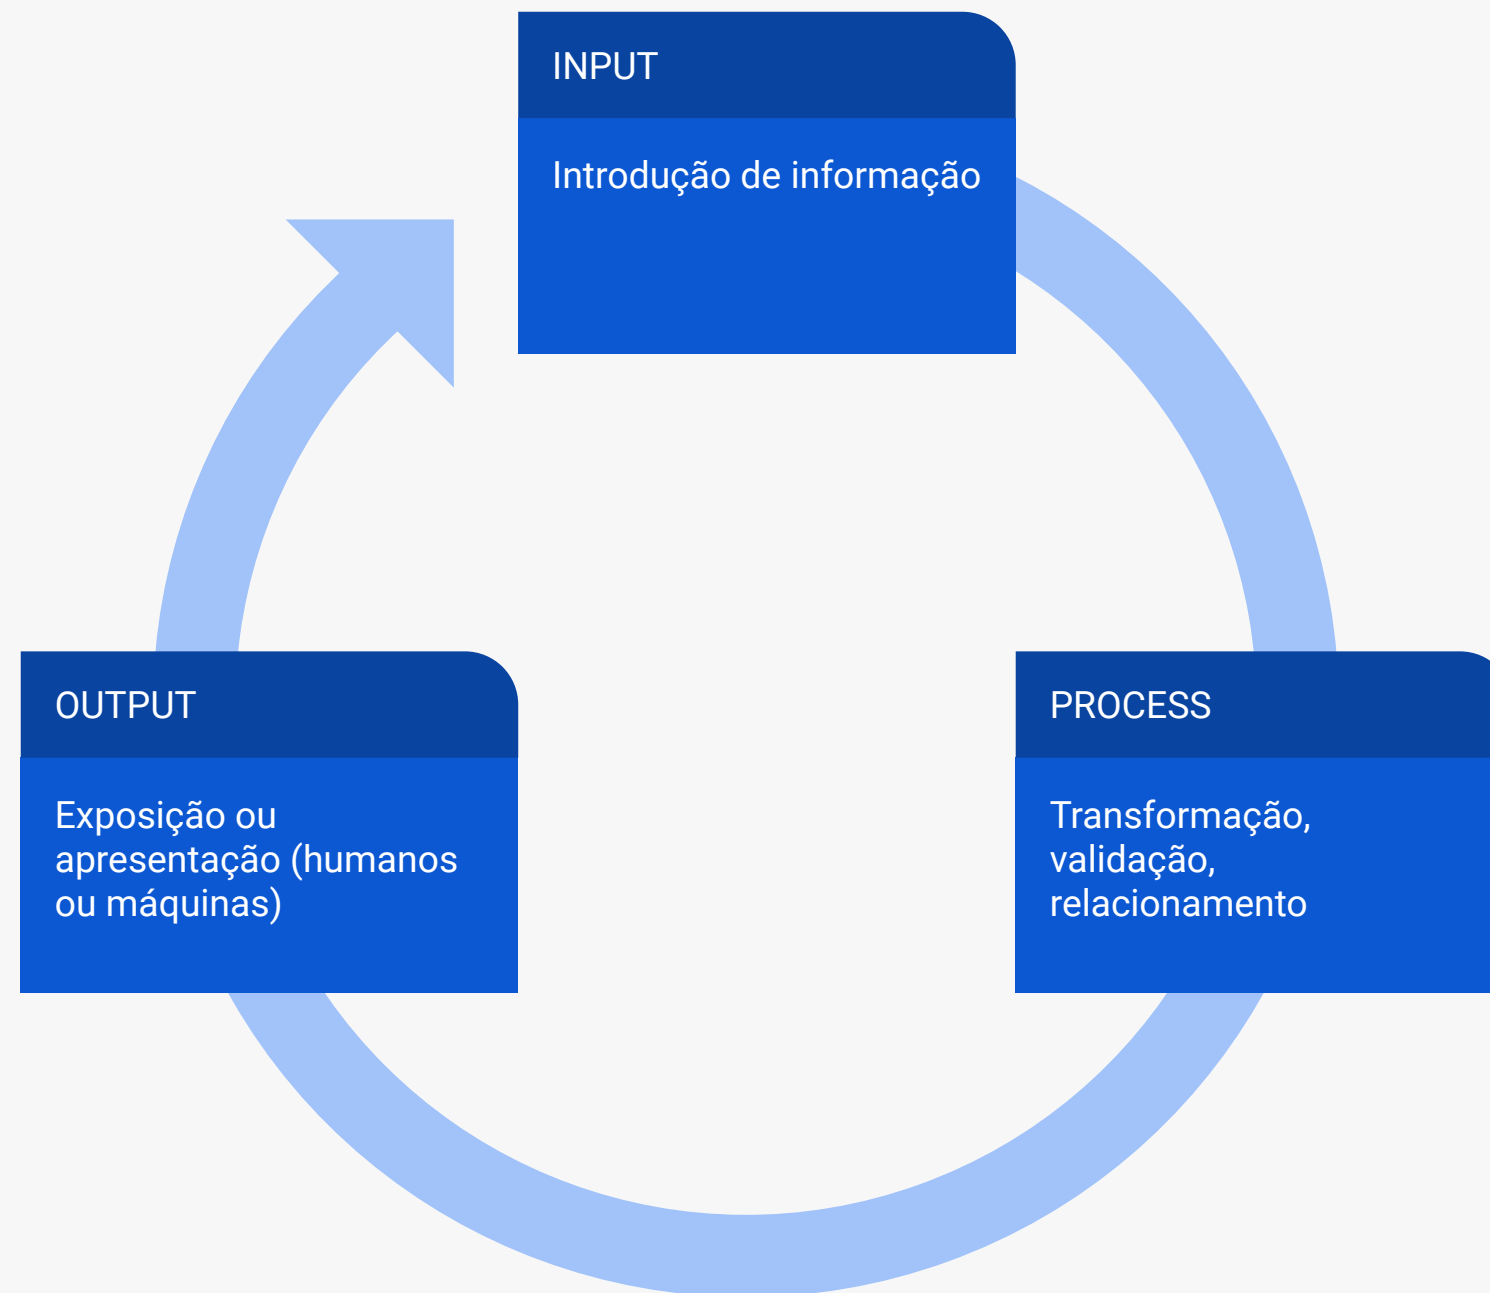 INPUT
Introdução de informação
OUTPUT
Exposição ou
apresentação (humanos
ou máquinas)
PROCESS
Transformação,
validação,
relacionamento